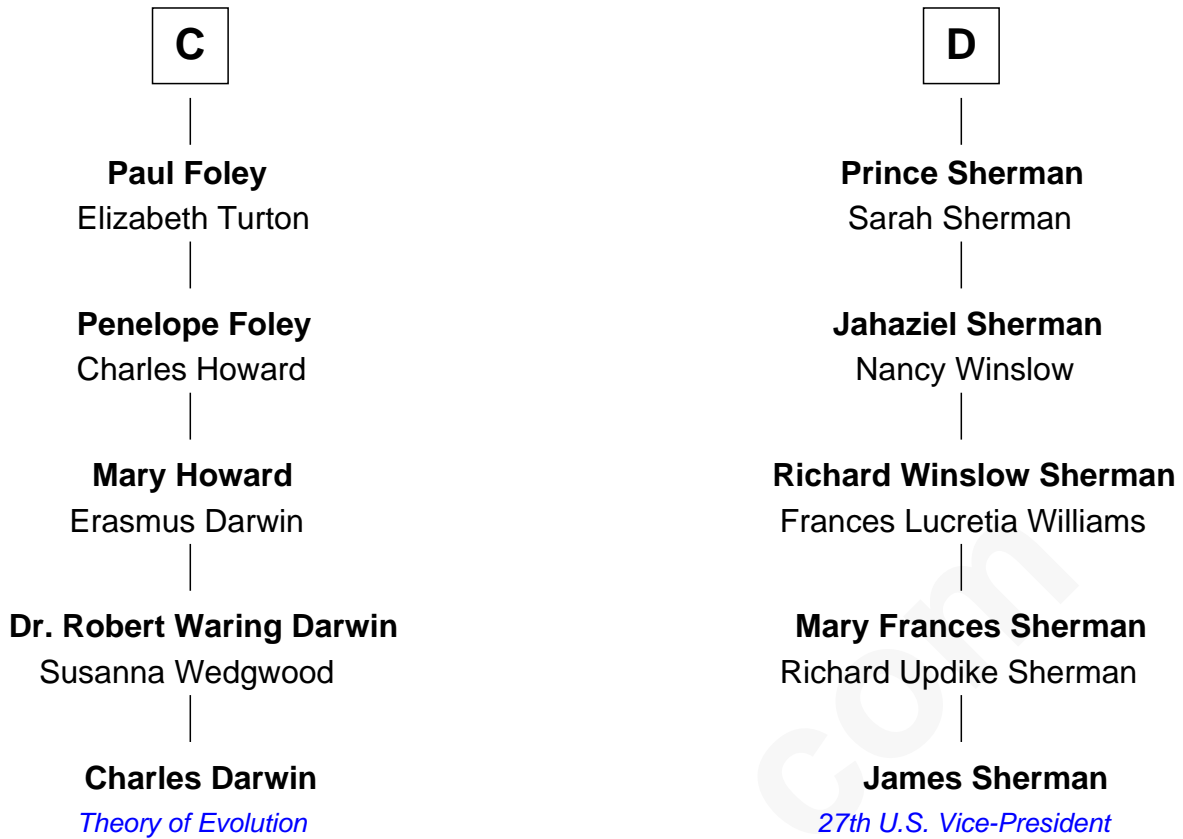 C
Paul Foley
Elizabeth Turton
Penelope Foley
Charles Howard
Mary Howard
Erasmus Darwin
Dr. Robert Waring Darwin
Susanna Wedgwood
Charles Darwin
Theory of Evolution
D
Prince Sherman
Sarah Sherman
Jahaziel Sherman
Nancy Winslow
Richard Winslow Sherman
Frances Lucretia Williams
Mary Frances Sherman
Richard Updike Sherman
James Sherman
27th U.S. Vice-President
com